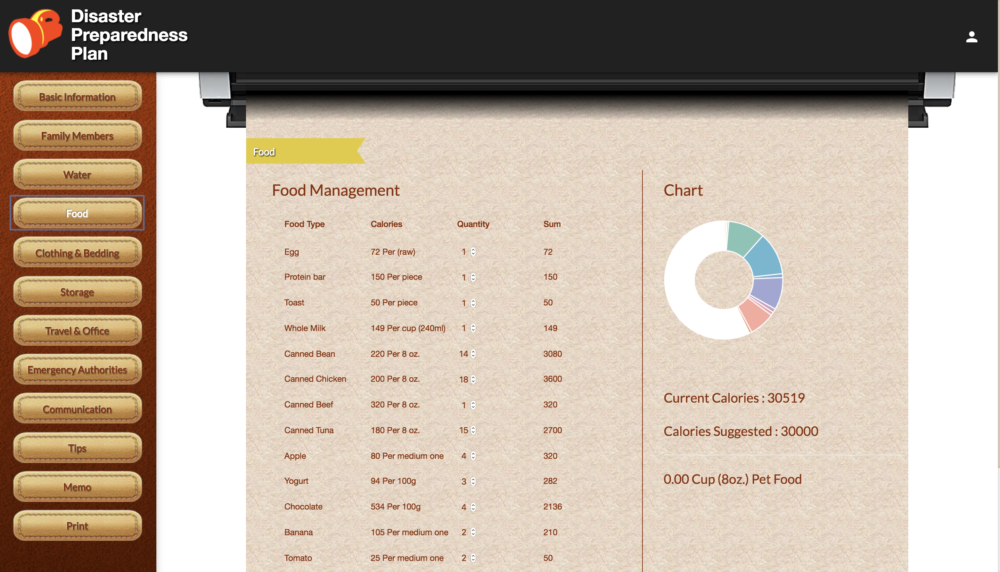 Disaster
Preparedness
Plan
Basic Information
Family Members
Water
Food
Clothing & Bedding
Storage
Travel & Office
Emergency Authorities
Communication
Tips
Memo
Print
Food
Food Management
Food Type Calories Quantity Sum
Egg 72 Per (raw) 1 72
Protein bar 150 Per piece 1 150
Toast 50 Per piece 1 50
Whole Milk 149 Per cup (240ml) 1 149
Canned Bean 220 Per 8 oz. 14 3080
Canned Chicken 200 Per 8 oz. 18 3600
Canned Beef 320 Per 8 oz. 1 320
Canned Tuna 180 Per 8 oz. 15 2700
Apple 80 Per medium one 4 320
Yogurt 94 Per 100g 3 282
Chocolate 534 Per 100g 4 2136
Banana 105 Per medium one 2 210
Tomato 25 Per medium one 2 50
Chart
Current Calories : 30519
Calories Suggested : 30000
0.00 Cup (8oz.) Pet Food